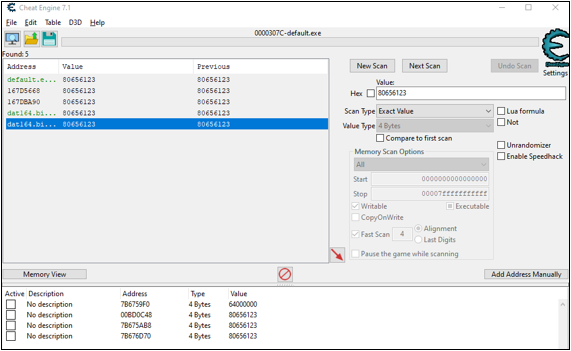 Cheat Engine 7.1
File Edit Table D3D Help
0000307C-default.exe
Found: 5
Address Value Previous
default.e... 80656123 80656123
167D5668 80656123 80656123
167DBA90 80656123 80656123
dat164.bi... 80656123 80656123
dat164.bi... 80656123 80656123
New Scan Next Scan Undo Scan
Settings
Value:
Hex 80656123
Scan Type Exact Value Lua formula
Value Type 4 Bytes Not
Compare to first scan
Unrandomizer
Memory Scan Options
Enable Speedhack
All
Start 0000000000000000
Stop 00007fffffffffff
Writable Executable
CopyOnWrite
Fast Scan 4 Alignment
Last Digits
Pause the game while scanning
Memory View Add Address Manually
Active Description Address Type Value
No description 7B6759F0 4 Bytes 64000000
No description 00BD0C48 4 Bytes 80656123
No description 7B675AB8 4 Bytes 80656123
No description 7B676D70 4 Bytes 80656123